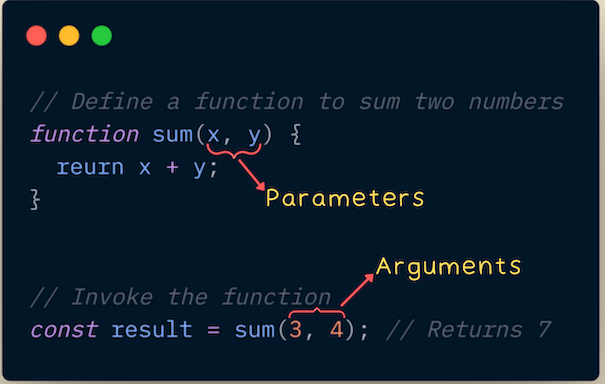 // Define a function to sum two numbers
function sum(x, y) {
  reurn x + y;
}
Parameters
Arguments
// Invoke the function
const result = sum(3, 4); // Returns 7